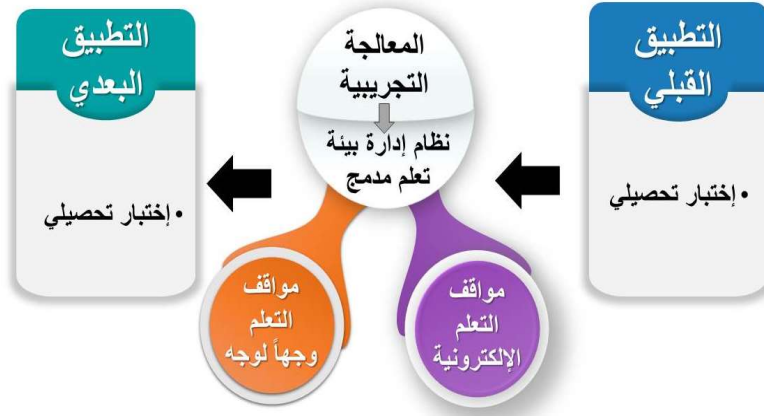 التطبيق
القبلي
• إختبار تحصيلي
المعالجة
التجريبية
نظام إدارة بيئة
تعلم مدمج
مواقف
التعلم
الإلكترونية
مواقف
التعلم
وجهاً لوجه
التطبيق
البعدي
• إختبار تحصيلي